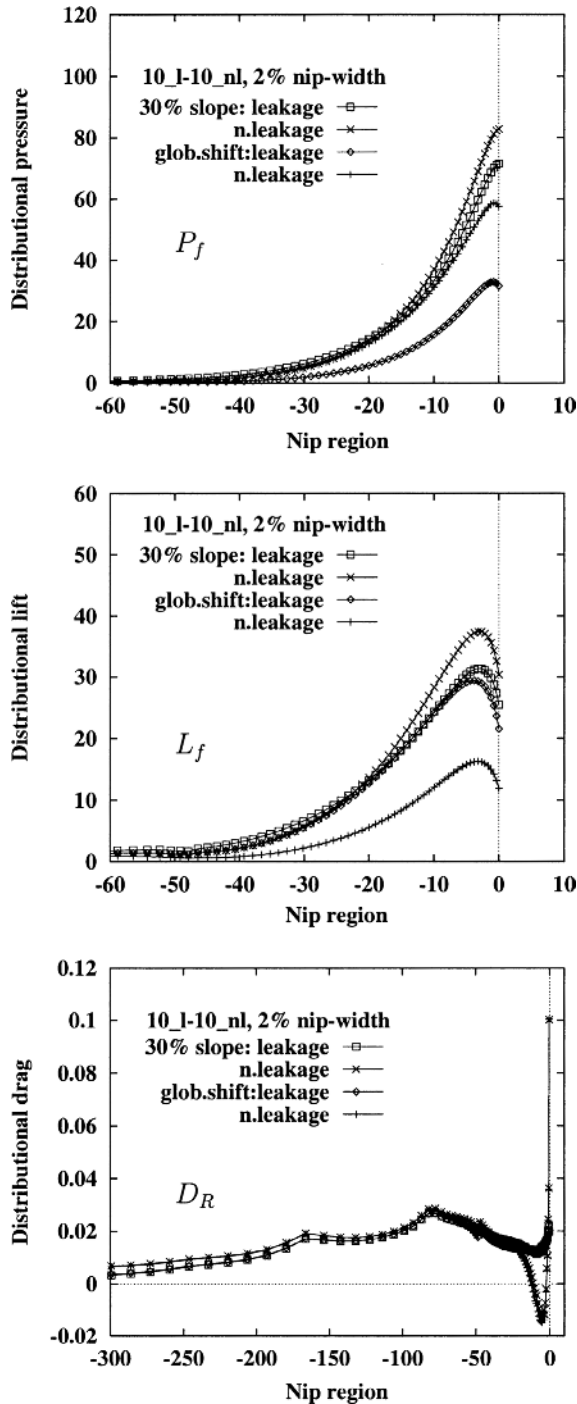 120
100
80
60
40
20
0
Distributional pressure
10_l-10_nl, 2% nip-width
30% slope: leakage
n.leakage
glob.shift:leakage
n.leakage
P_f
-60 -50 -40 -30 -20 -10 0 10
Nip region
60
50
40
30
20
10
0
Distributional lift
10_l-10_nl, 2% nip-width
30% slope: leakage
n.leakage
glob.shift:leakage
n.leakage
L_f
-60 -50 -40 -30 -20 -10 0 10
Nip region
0.12
0.1
0.08
0.06
0.04
0.02
0
-0.02
Distributional drag
10_l-10_nl, 2% nip-width
30% slope: leakage
n.leakage
glob.shift:leakage
n.leakage
D_R
-300 -250 -200 -150 -100 -50 0
Nip region